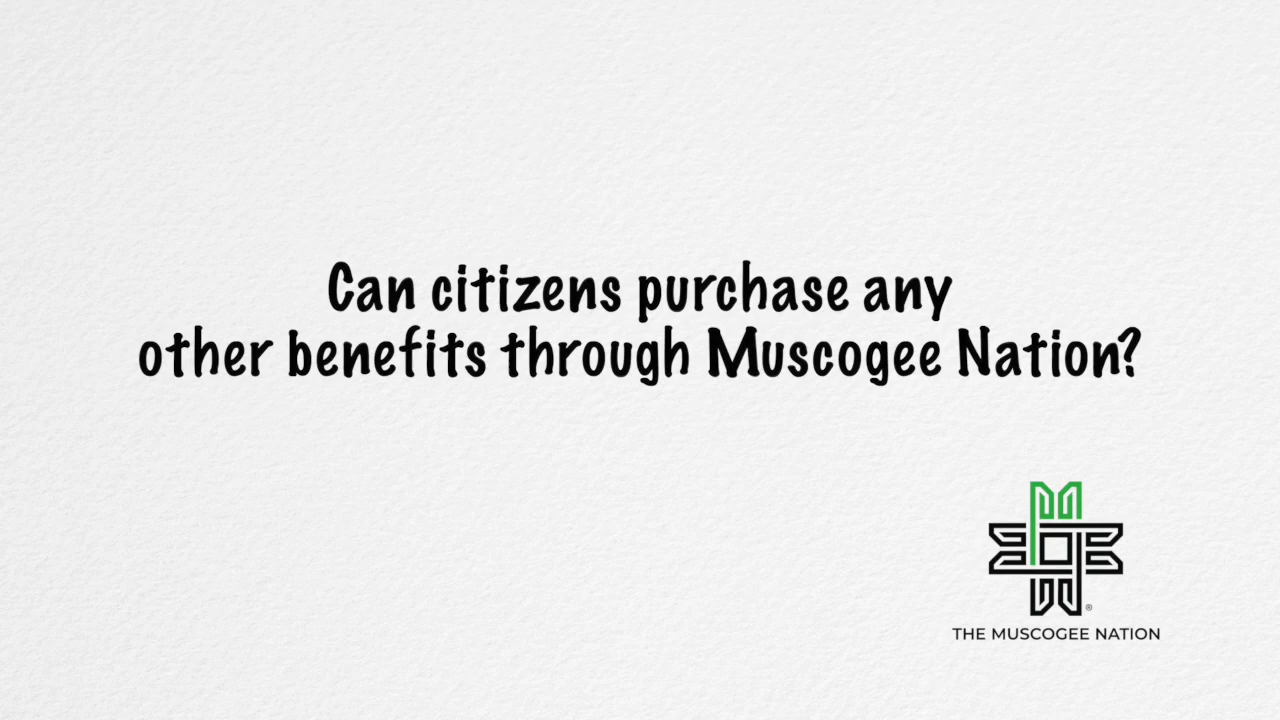 Can citizens purchase any
other benefits through Muscogee Nation?
®
THE MUSCOGEE NATION